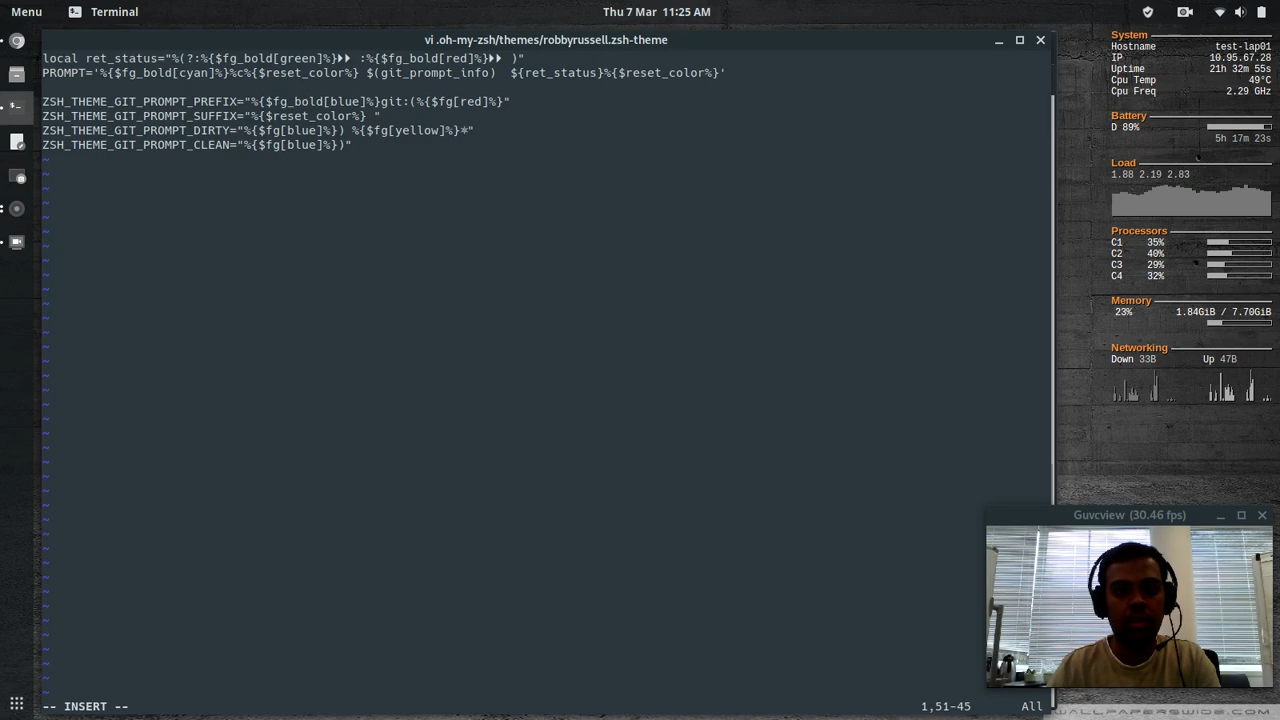 Menu
Terminal
Thu 7 Mar 11:25 AM
vi .oh-my-zsh/themes/robbyrussell.zsh-theme
local ret_status="%(?:%{$fg_bold[green]%}⏵⏵ :%{$fg_bold[red]%}⏵⏵ )"
PROMPT='%{$fg_bold[cyan]%}%c%{$reset_color%} $(git_prompt_info)  ${ret_status}%{$reset_color%}'
ZSH_THEME_GIT_PROMPT_PREFIX="%{$fg_bold[blue]%}git:(%{$fg[red]%}"
ZSH_THEME_GIT_PROMPT_SUFFIX="%{$reset_color%} "
ZSH_THEME_GIT_PROMPT_DIRTY="%{$fg[blue]%}) %{$fg[yellow]%}✻"
ZSH_THEME_GIT_PROMPT_CLEAN="%{$fg[blue]%})"
-- INSERT --
1,51-45
All
System
Hostname test-lap01
IP 10.95.67.28
Uptime 21h 32m 55s
Cpu Temp 49°C
Cpu Freq 2.29 GHz
Battery
D 89%
5h 17m 23s
Load
1.88 2.19 2.83
Processors
C1 35%
C2 40%
C3 29%
C4 32%
Memory
23% 1.84GiB / 7.70GiB
Networking
Down 33B Up 47B
Guvcview (30.46 fps)
WALLPAPERSWIDE.COM